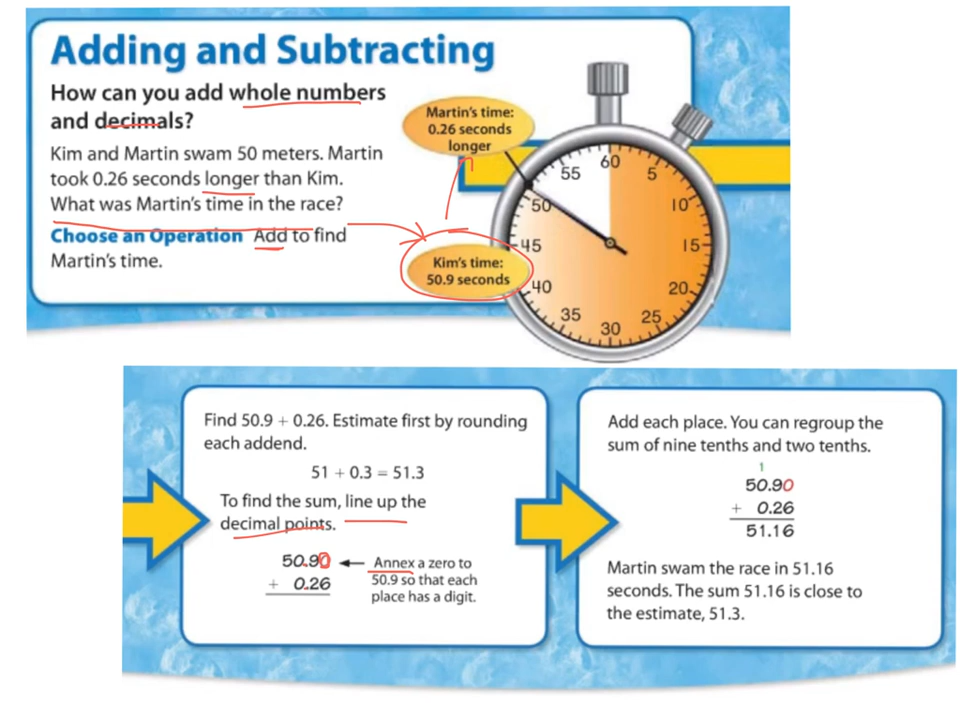 Adding and Subtracting
How can you add whole numbers
and decimals?
Kim and Martin swam 50 meters. Martin
took 0.26 seconds longer than Kim.
What was Martin's time in the race?
Choose an Operation Add to find
Martin's time.
Martin's time:
0.26 seconds
longer
Kim's time:
50.9 seconds
60
5
10
15
20
25
30
35
40
45
50
55
Find 50.9 + 0.26. Estimate first by rounding
each addend.
51 + 0.3 = 51.3
To find the sum, line up the
decimal points.
50.90
+ 0.26
Annex a zero to
50.9 so that each
place has a digit.
Add each place. You can regroup the
sum of nine tenths and two tenths.
1
50.90
+ 0.26
51.16
Martin swam the race in 51.16
seconds. The sum 51.16 is close to
the estimate, 51.3.